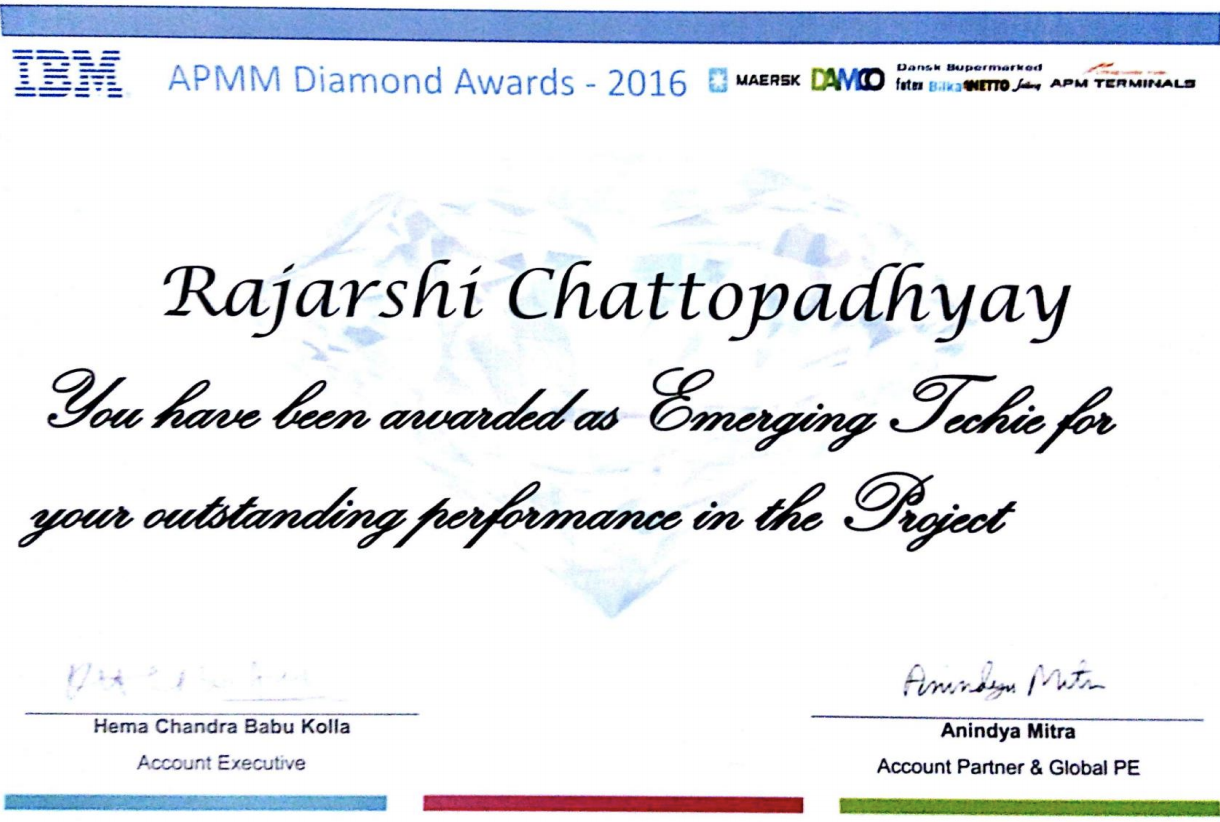 IBM APMM Diamond Awards - 2016 MAERSK DAMCO
Dansk Supermarked
føtex Bilka NETTO APM TERMINALS
Rajarshi Chattopadhyay
You have been awarded as Emerging Techie for
your outstanding performance in the Project
Anindya Mitra
Hema Chandra Babu Kolla
Account Executive
Anindya Mitra
Account Partner & Global PE